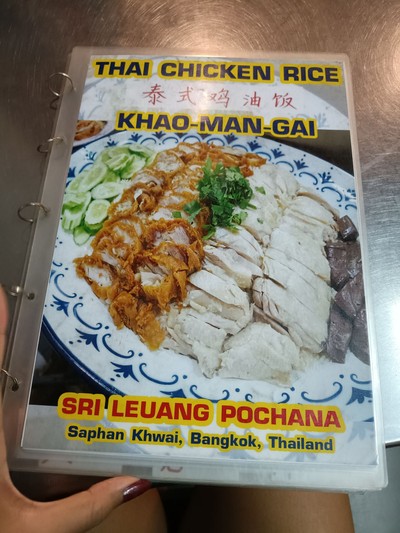 THAI CHICKEN RICE
泰式鸡油饭
KHAO-MAN-GAI
SRI LEUANG POCHANA
Saphan Khwai, Bangkok, Thailand